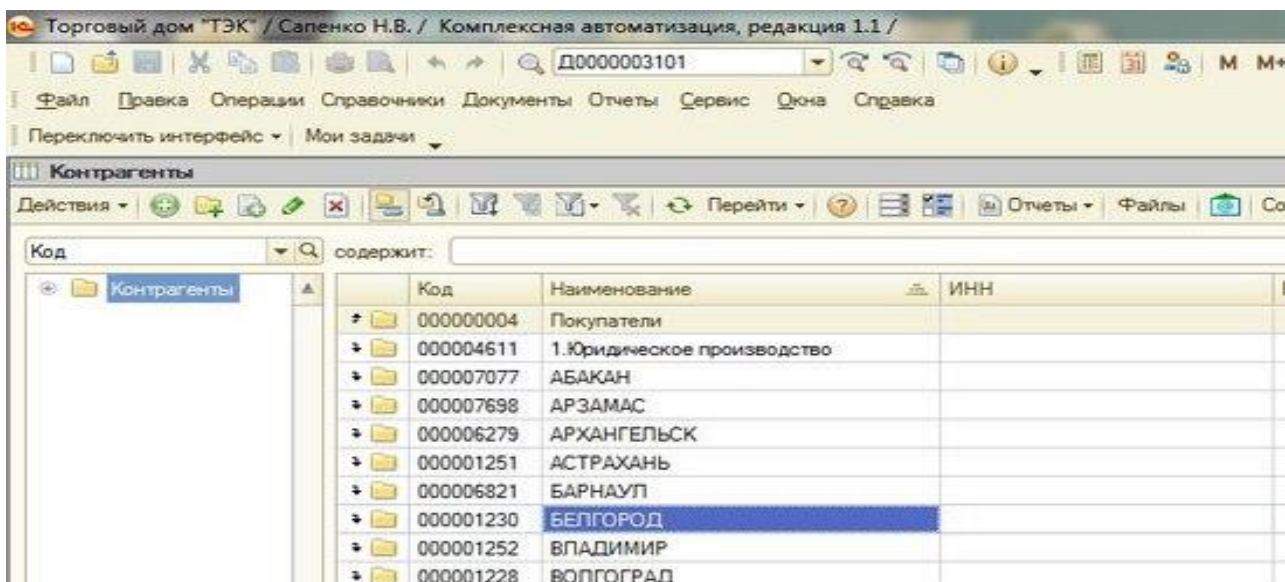 Торговый дом "ТЭК" / Сапенко Н.В. / Комплексная автоматизация, редакция 1.1 /
Д0000003101 M M+
Файл Правка Операции Справочники Документы Отчеты Сервис Окна Справка
Переключить интерфейс Мои задачи
Контрагенты
Действия Перейти Отчеты Файлы Со
Код содержит:
Контрагенты Код Наименование ИНН
000000004 Покупатели
000004611 1.Юридическое производство
000007077 АБАКАН
000007698 АРЗАМАС
000006279 АРХАНГЕЛЬСК
000001251 АСТРАХАНЬ
000006821 БАРНАУЛ
000001230 БЕЛГОРОД
000001252 ВЛАДИМИР
000001228 ВОЛГОГРАД